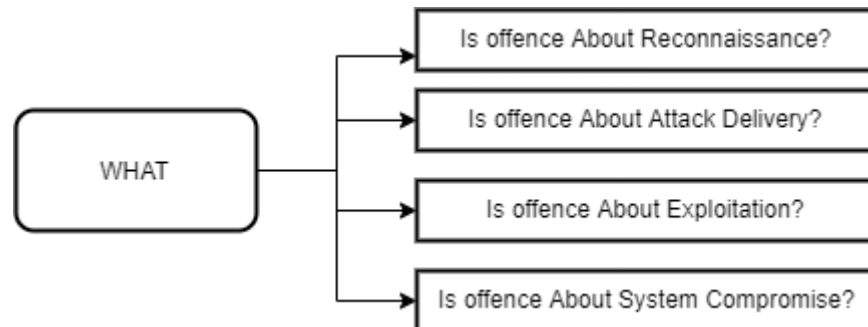 Is offence About Reconnaissance?
Is offence About Attack Delivery?
WHAT
Is offence About Exploitation?
Is offence About System Compromise?